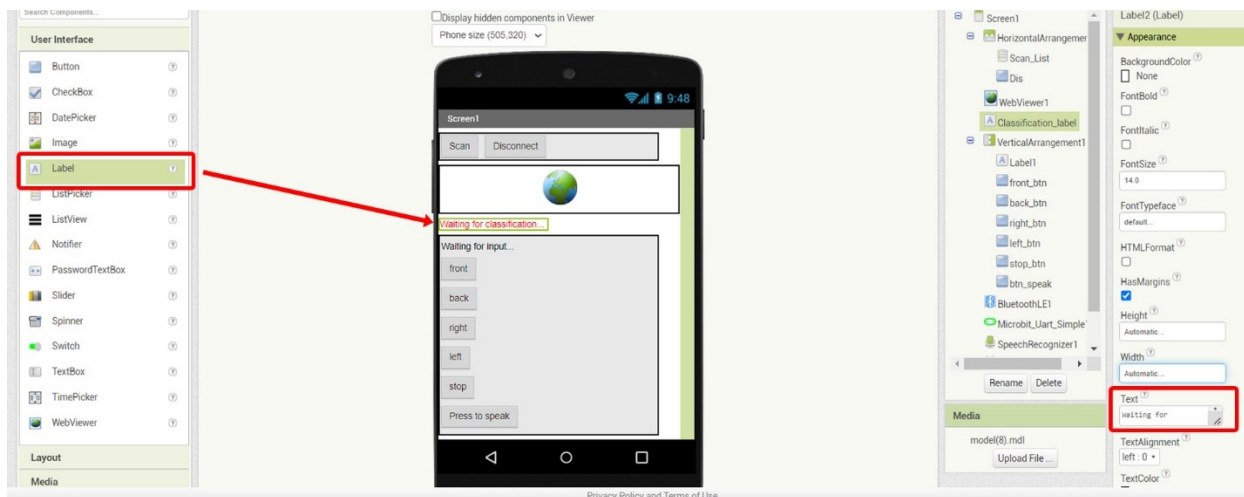 Search Components...
User Interface
Button
CheckBox
DatePicker
Image
Label
ListPicker
ListView
Notifier
PasswordTextBox
Slider
Spinner
Switch
TextBox
TimePicker
WebViewer
Layout
Media
Display hidden components in Viewer
Phone size (505,320)
9:48
Screen1
Scan Disconnect
Waiting for classification...
Waiting for input...
front
back
right
left
stop
Press to speak
Privacy Policy and Terms of Use
Screen1
HorizontalArrangemer
Scan_List
Dis
WebViewer1
Classification_label
VerticalArrangement1
Label1
front_btn
back_btn
right_btn
left_btn
stop_btn
btn_speak
BluetoothLE1
Microbit_Uart_Simple1
SpeechRecognizer1
Rename Delete
Media
model(8).mdl
Upload File ...
Label2 (Label)
Appearance
BackgroundColor
None
FontBold
FontItalic
FontSize
14.0
FontTypeface
default...
HTMLFormat
HasMargins
Height
Automatic...
Width
Automatic...
Text
waiting for
TextAlignment
left : 0
TextColor